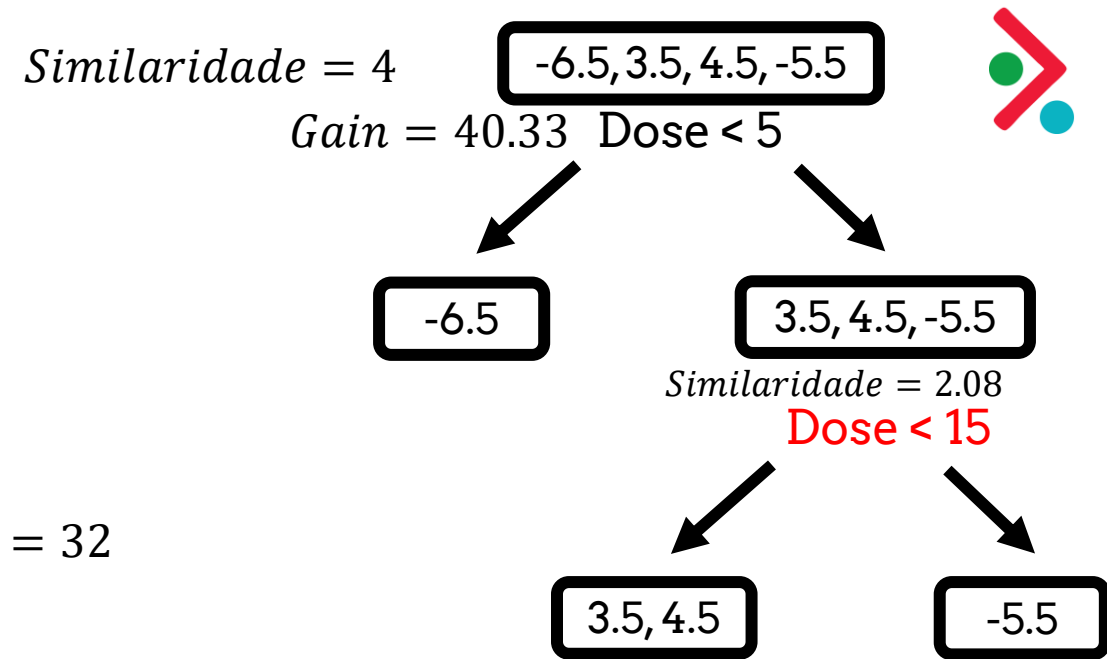 Similaridade = 4
-6.5, 3.5, 4.5, -5.5
Gain = 40.33 Dose < 5
-6.5
3.5, 4.5, -5.5
Similaridade = 2.08
Dose < 15
= 32
3.5, 4.5
-5.5